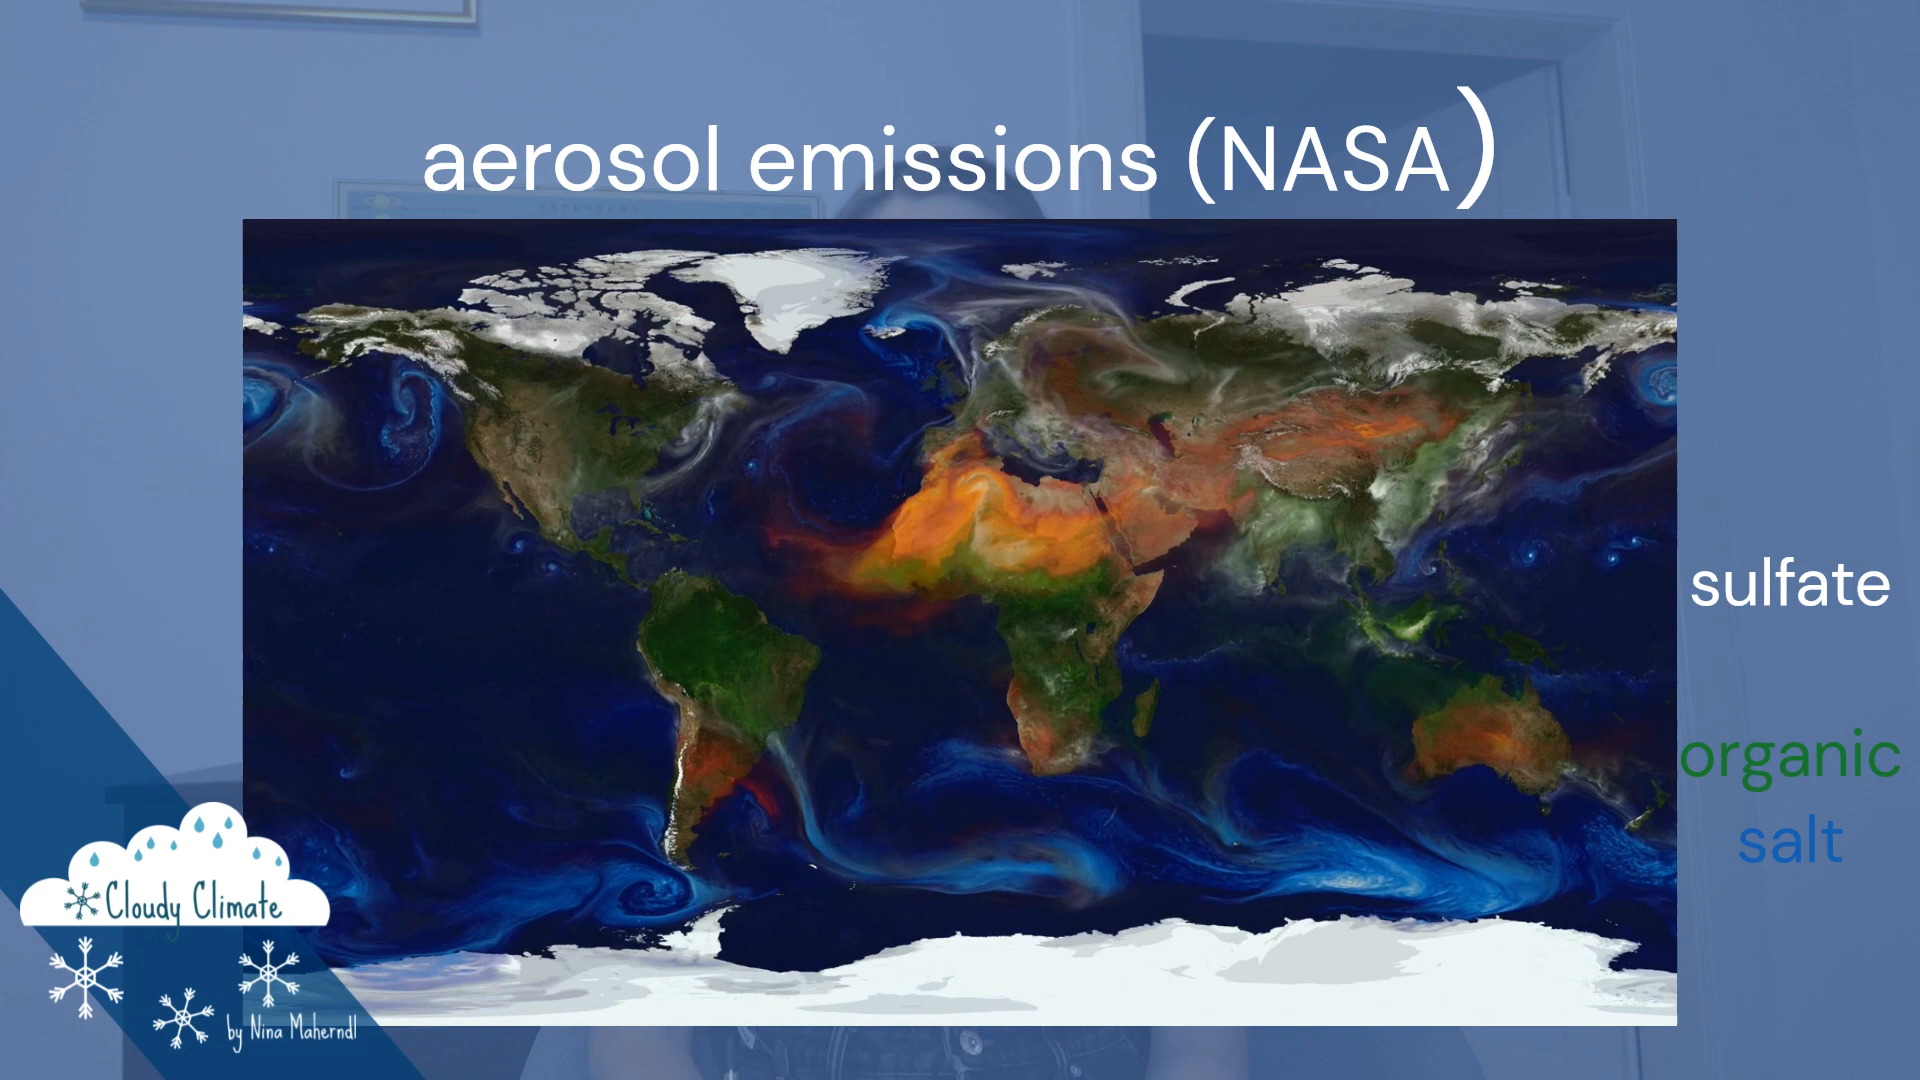 aerosol emissions (NASA)
sulfate
organic
salt
Cloudy Climate
by Nina Maherndl